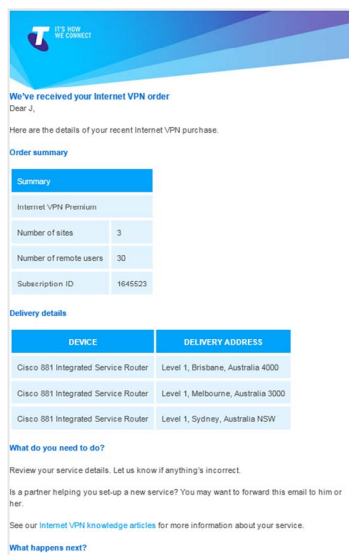 IT'S HOW
WE CONNECT
We've received your Internet VPN order
Dear J,
Here are the details of your recent Internet VPN purchase.
Order summary
Summary
Internet VPN Premium
Number of sites 3
Number of remote users 30
Subscription ID 1645523
Delivery details
DEVICE DELIVERY ADDRESS
Cisco 881 Integrated Service Router Level 1, Brisbane, Australia 4000
Cisco 881 Integrated Service Router Level 1, Melbourne, Australia 3000
Cisco 881 Integrated Service Router Level 1, Sydney, Australia NSW
What do you need to do?
Review your service details. Let us know if anything's incorrect.
Is a partner helping you set-up a new service? You may want to forward this email to him or
her.
See our Internet VPN knowledge articles for more information about your service.
What happens next?